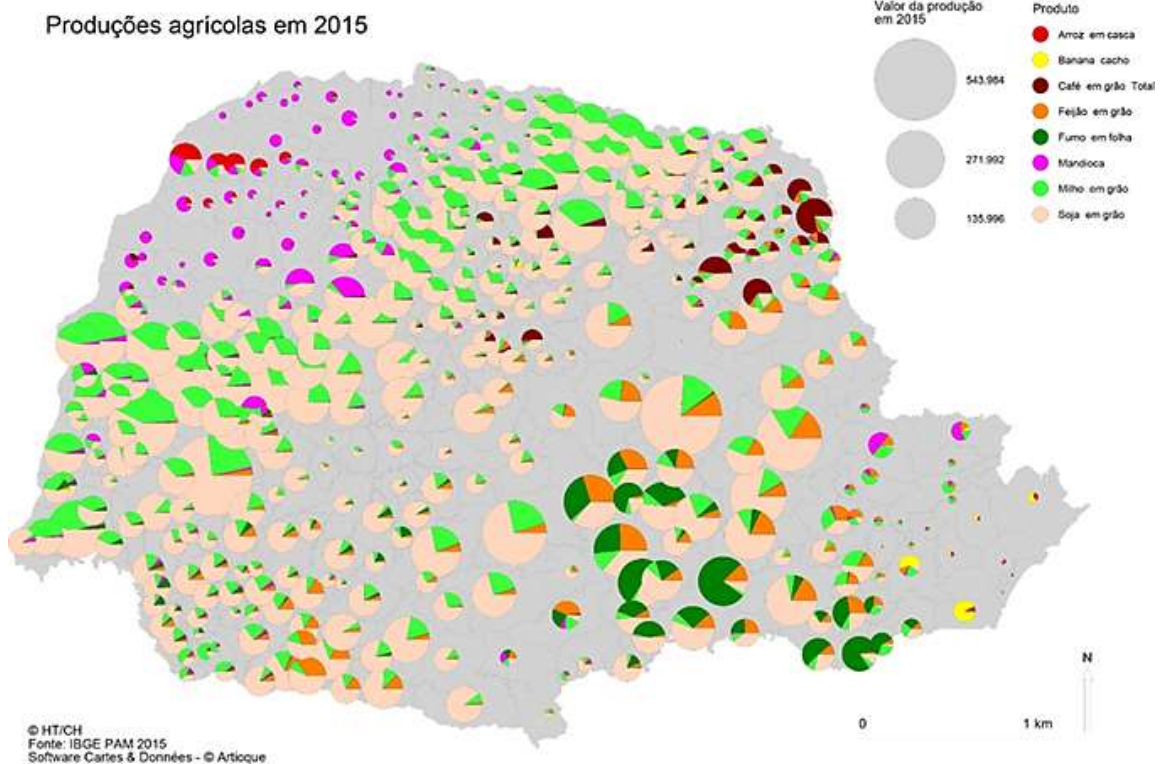 Produções agrícolas em 2015
Valor da produção
em 2015
543.984
271.992
135.996
Produto
Arroz em casca
Banana cacho
Café em grão Total
Feijão em grão
Fumo em folha
Mandioca
Milho em grão
Soja em grão
N
0 1 km
© HT/CH
Fonte: IBGE PAM 2015
Software Cartes & Données - © Articque